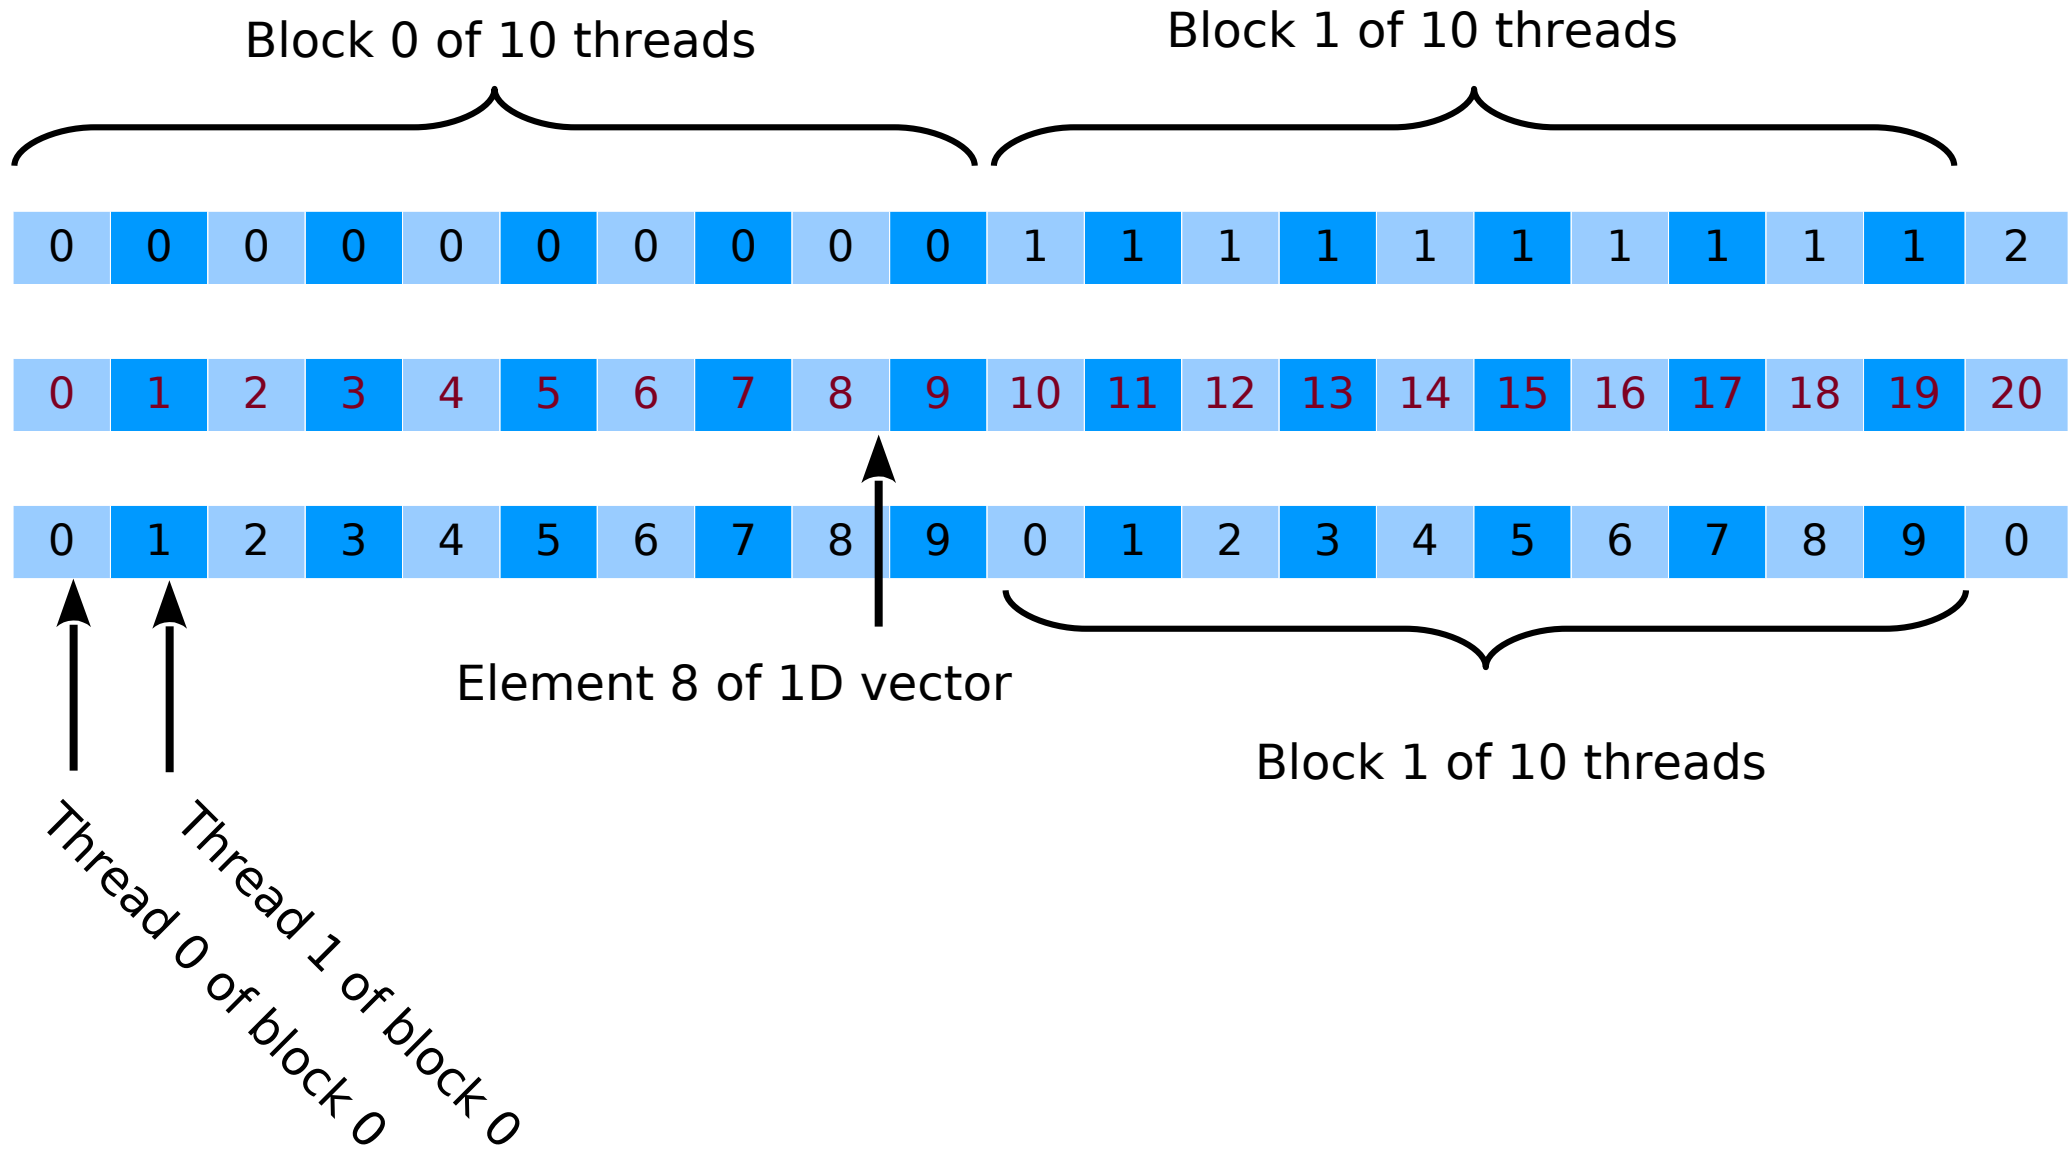 Block 0 of 10 threads
Block 1 of 10 threads
0 0 0 0 0 0 0 0 0 0 1 1 1 1 1 1 1 1 1 1 2
0 1 2 3 4 5 6 7 8 9 10 11 12 13 14 15 16 17 18 19 20
0 1 2 3 4 5 6 7 8 9 0 1 2 3 4 5 6 7 8 9 0
Element 8 of 1D vector
Block 1 of 10 threads
Thread 0 of block 0
Thread 1 of block 0